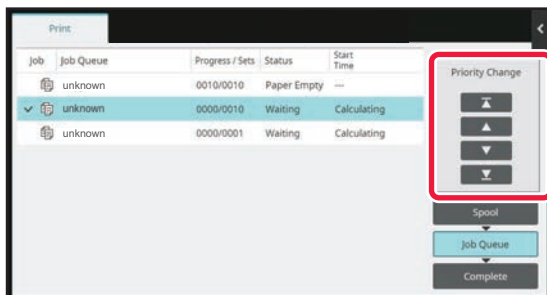 Print
Job Job Queue Progress / Sets Status Start Time
unknown 0010/0010 Paper Empty ---
unknown 0000/0010 Waiting Calculating
unknown 0000/0001 Waiting Calculating
Priority Change
Spool
Job Queue
Complete